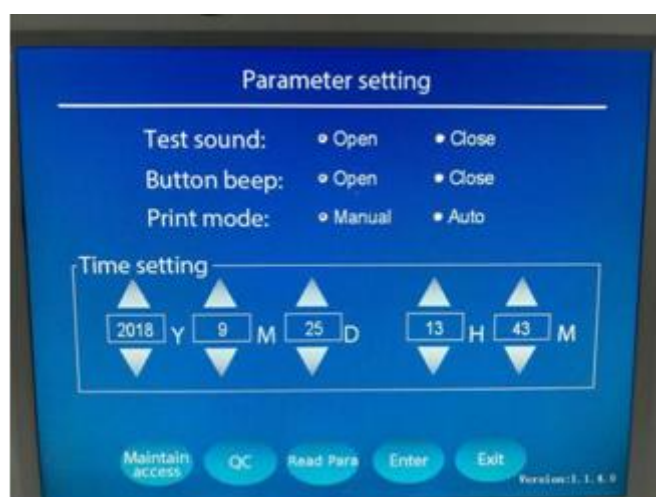 Parameter setting
Test sound: Open Close
Button beep: Open Close
Print mode: Manual Auto
Time setting
2018 Y 9 M 25 D 13 H 43 M
Maintain access QC Read Para Enter Exit